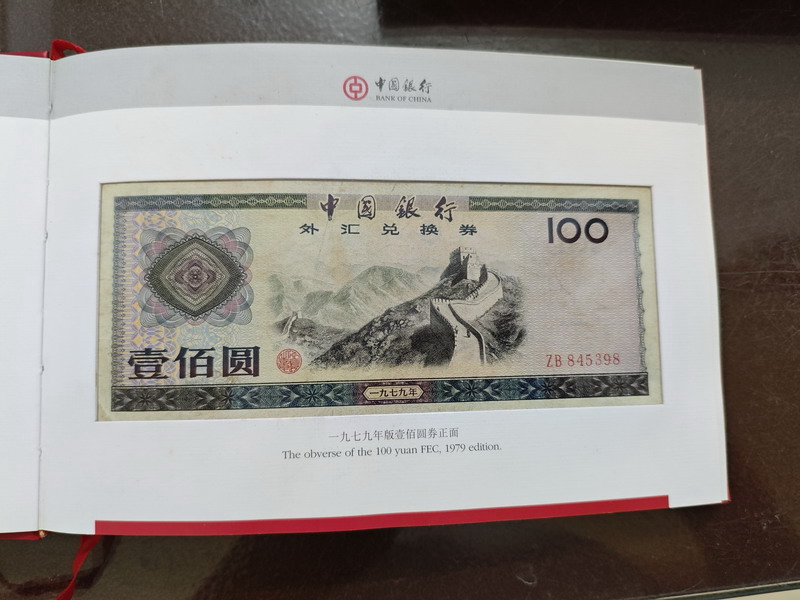 中国銀行
BANK OF CHINA
中国銀行
外汇兑换券
100
壹佰圆
ZB 845398
一九七九年
一九七九年版壹佰圆券正面
The obverse of the 100 yuan FEC, 1979 edition.